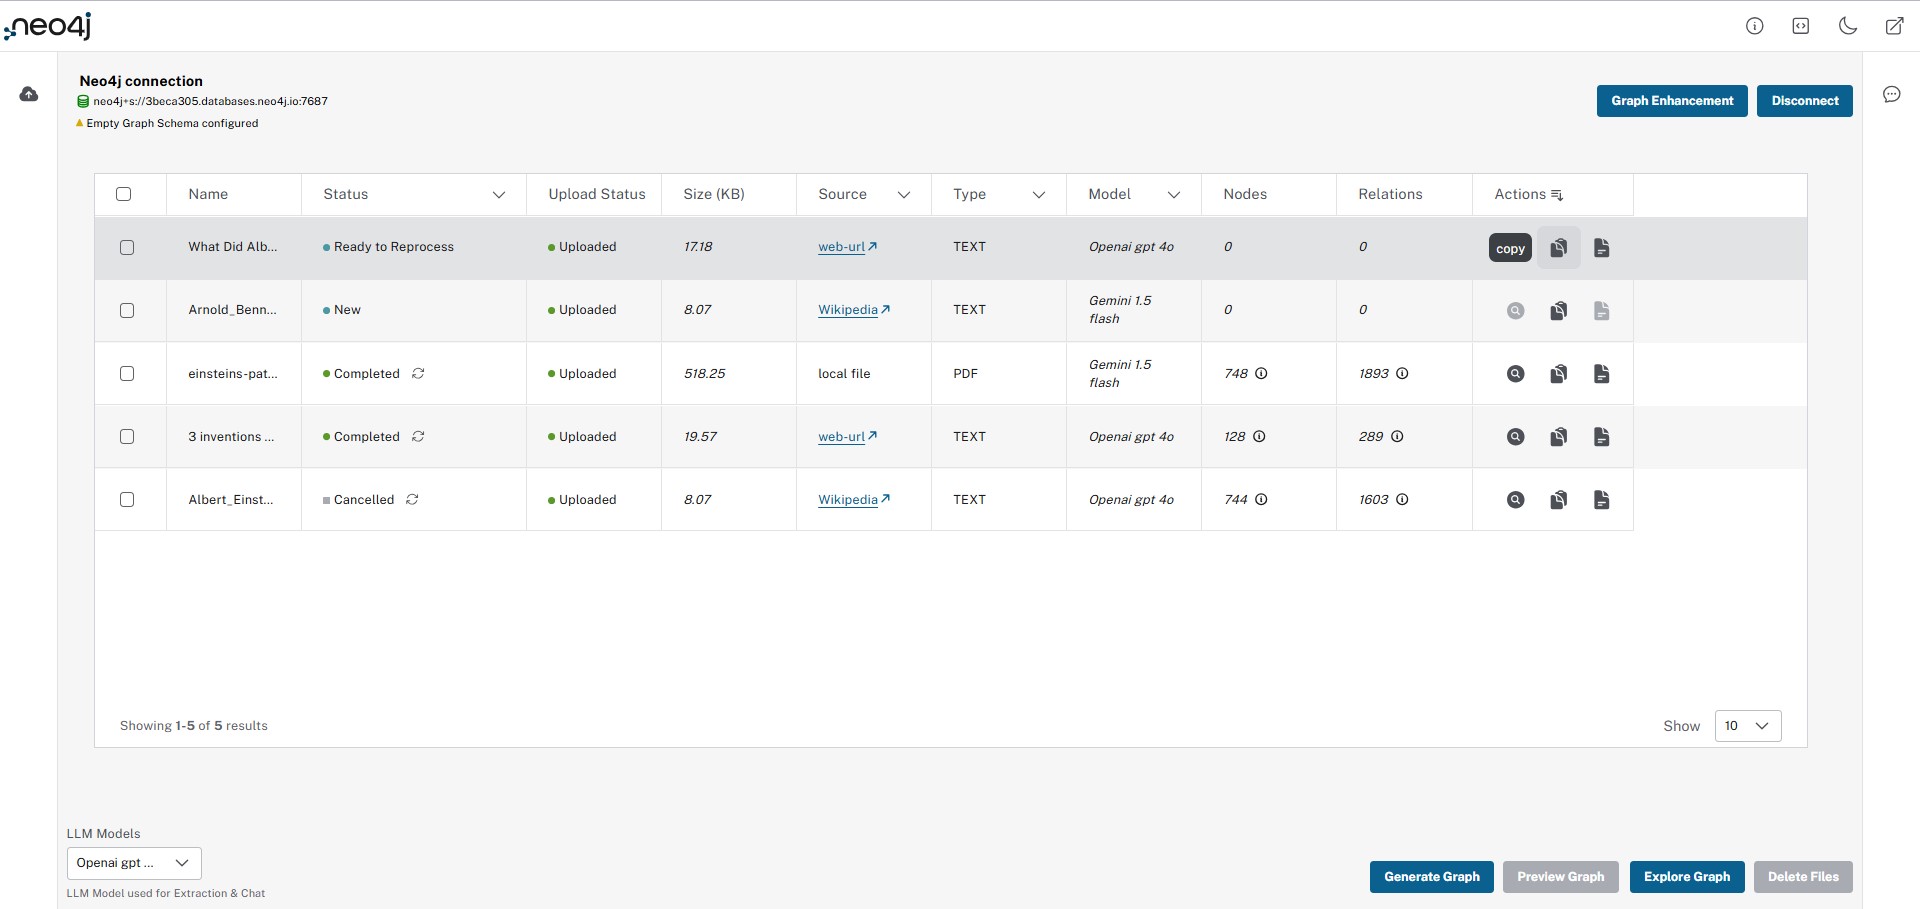 neo4j
Neo4j connection
neo4j+s://3beca305.databases.neo4j.io:7687
Empty Graph Schema configured
Graph Enhancement
Disconnect
Name Status Upload Status Size (KB) Source Type Model Nodes Relations Actions
What Did Alb... Ready to Reprocess Uploaded 17.18 web-url TEXT Openai gpt 4o 0 0 copy
Arnold_Benn... New Uploaded 8.07 Wikipedia TEXT Gemini 1.5 flash 0 0
einsteins-pat... Completed Uploaded 518.25 local file PDF Gemini 1.5 flash 748 1893
3 inventions ... Completed Uploaded 19.57 web-url TEXT Openai gpt 4o 128 289
Albert_Einst... Cancelled Uploaded 8.07 Wikipedia TEXT Openai gpt 4o 744 1603
Showing 1-5 of 5 results
Show 10
LLM Models
Openai gpt ...
LLM Model used for Extraction & Chat
Generate Graph
Preview Graph
Explore Graph
Delete Files